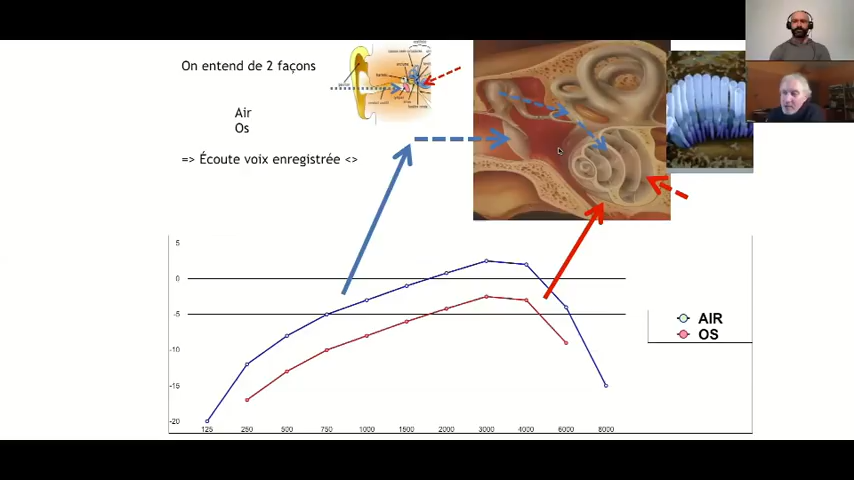 On entend de 2 façons
Air
Os
=> Écoute voix enregistrée <>
5
0
-5
-10
-15
-20
125 250 500 750 1000 1500 2000 3000 4000 6000 8000
AIR
OS